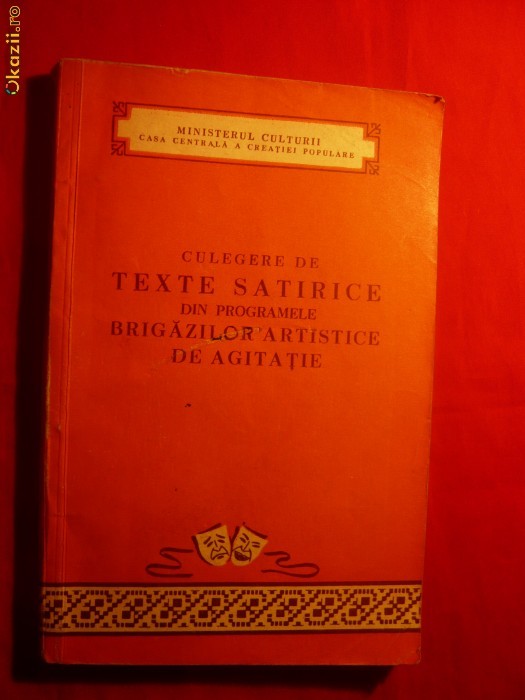 Okazii.ro
MINISTERUL CULTURII
CASA CENTRALĂ A CREAȚIEI POPULARE
CULEGERE DE
TEXTE SATIRICE
DIN PROGRAMELE
BRIGĂZILOR ARTISTICE
DE AGITAȚIE